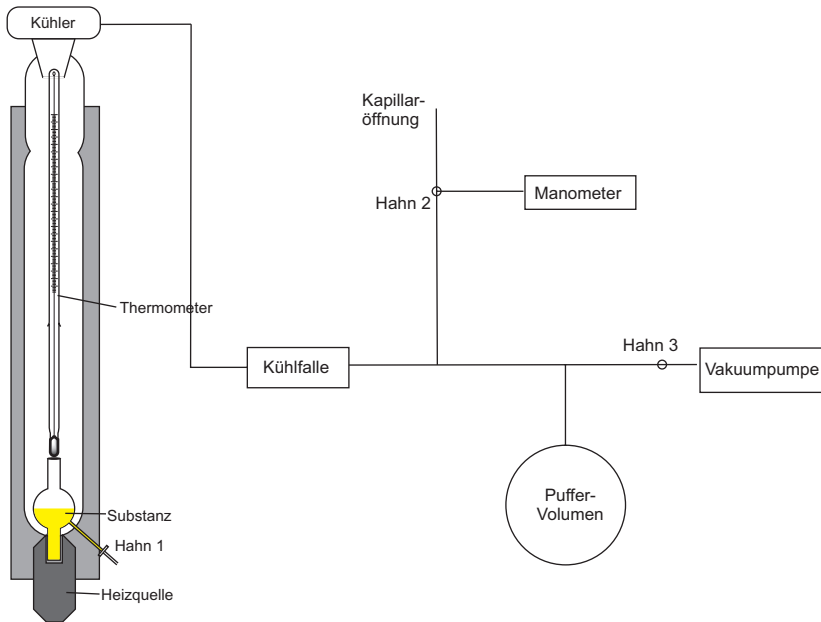 Kühler
Kapillar-
öffnung
Hahn 2
Manometer
Thermometer
Kühlfalle
Hahn 3
Vakuumpumpe
Puffer-
Volumen
Substanz
Hahn 1
Heizquelle